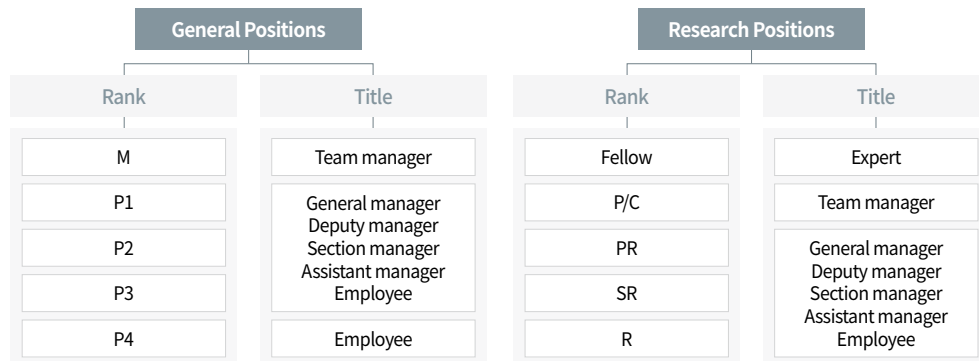 General Positions
Rank
Title
M
P1
P2
P3
P4
Team manager
General manager
Deputy manager
Section manager
Assistant manager
Employee
Employee
Research Positions
Rank
Title
Fellow
P/C
PR
SR
R
Expert
Team manager
General manager
Deputy manager
Section manager
Assistant manager
Employee